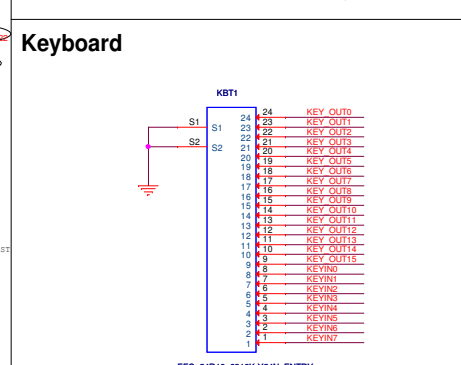 Keyboard
KBT1
S1 S1 24 24 KEY_OUT0
23 23 KEY_OUT1
S2 S2 22 22 KEY_OUT2
21 21 KEY_OUT3
20 20 KEY_OUT4
19 19 KEY_OUT5
18 18 KEY_OUT6
17 17 KEY_OUT7
16 16 KEY_OUT8
15 15 KEY_OUT9
14 14 KEY_OUT10
13 13 KEY_OUT11
12 12 KEY_OUT12
11 11 KEY_OUT13
10 10 KEY_OUT14
9 9 KEY_OUT15
8 8 KEYIN0
7 7 KEYIN1
6 6 KEYIN2
5 5 KEYIN3
4 4 KEYIN4
3 3 KEYIN5
2 2 KEYIN6
1 1 KEYIN7
ST